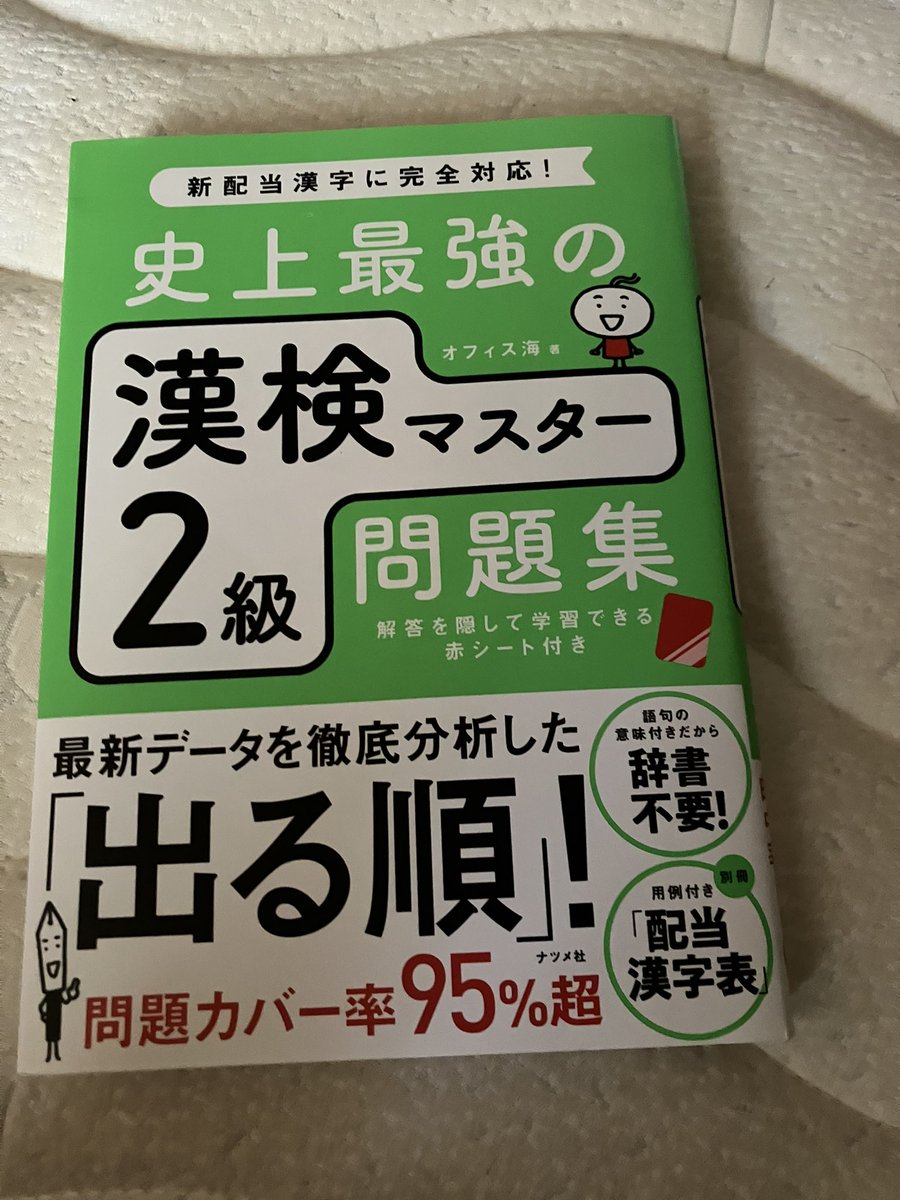 新配当漢字に完全対応！
史上最強の
オフィス海 著
漢検マスター
2級
問題集
解答を隠して学習できる
赤シート付き
最新データを徹底分析した
「出る順」！
ナツメ社
問題カバー率95%超
語句の
意味付きだから
辞書
不要！
別冊
用例付き
「配当
漢字表」